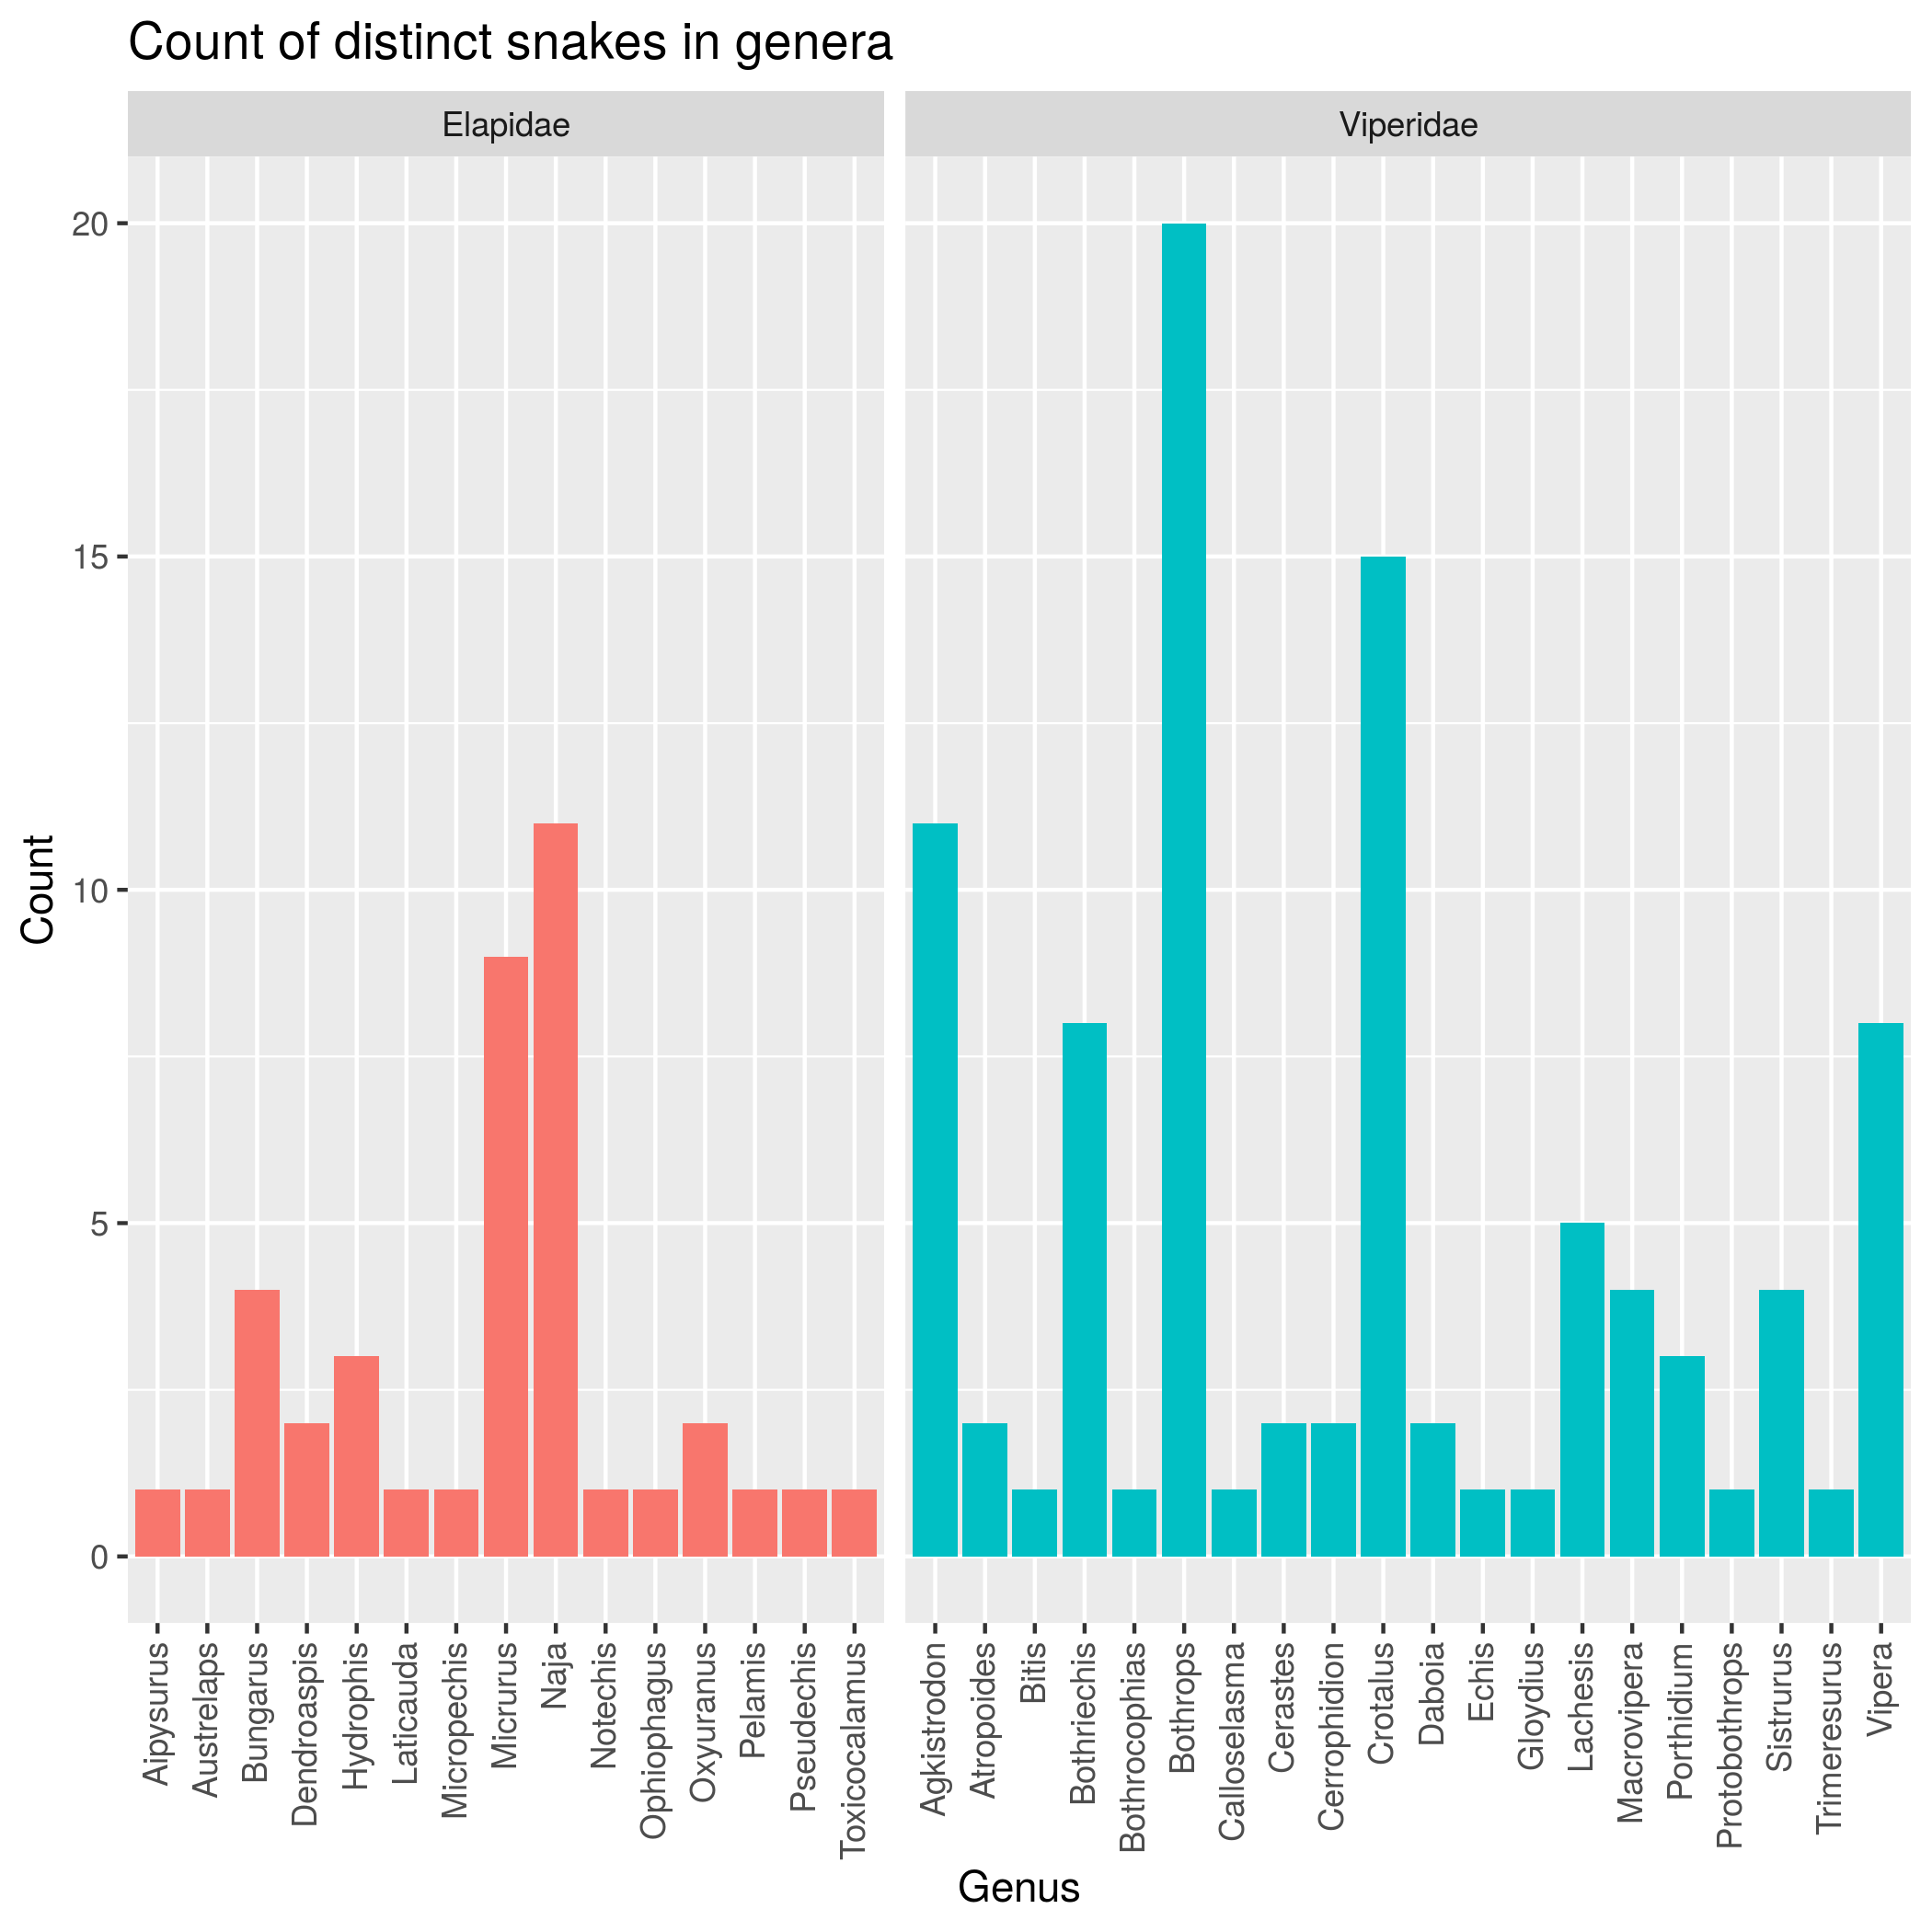 Count of distinct snakes in genera
Elapidae
Viperidae
20
15
10
5
0
Count
Aipysurus
Austrelaps
Bungarus
Dendroaspis
Hydrophis
Laticauda
Micropechis
Micrurus
Naja
Notechis
Ophiophagus
Oxyuranus
Pelamis
Pseudechis
Toxicocalamus
Agkistrodon
Atropoides
Bitis
Bothriechis
Bothrocophias
Bothrops
Calloselasma
Cerastes
Cerrophidion
Crotalus
Daboia
Echis
Gloydius
Lachesis
Macrovipera
Porthidium
Protobothrops
Sistrurus
Trimeresurus
Vipera
Genus